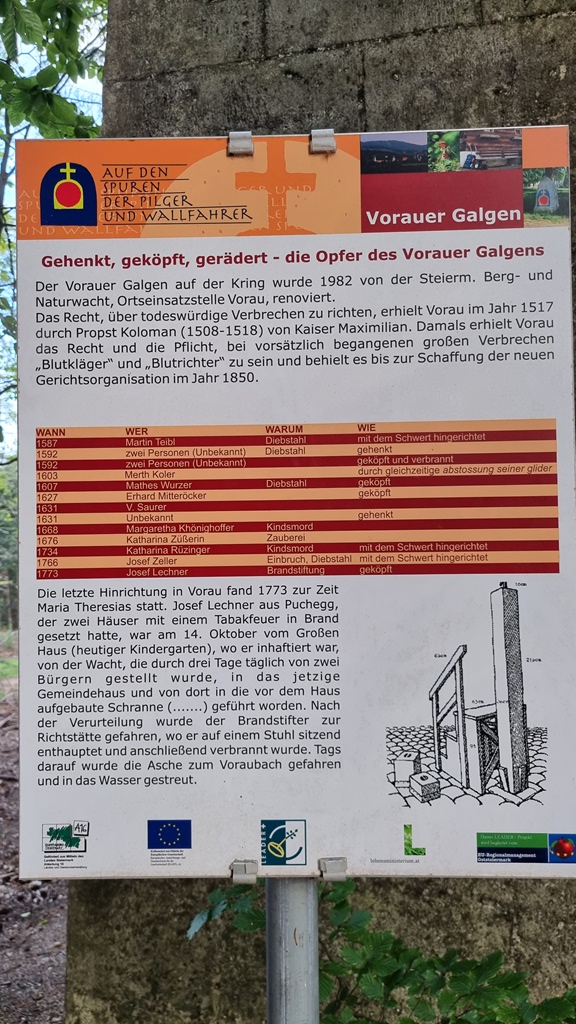 AUF DEN
SPUREN
DER PILGER
UND WALLFAHRER
Vorauer Galgen
Gehenkt, geköpft, gerädert - die Opfer des Vorauer Galgens
Der Vorauer Galgen auf der Kring wurde 1982 von der Steierm. Berg- und
Naturwacht, Ortseinsatzstelle Vorau, renoviert.
Das Recht, über todeswürdige Verbrechen zu richten, erhielt Vorau im Jahr 1517
durch Propst Koloman (1508-1518) von Kaiser Maximilian. Damals erhielt Vorau
das Recht und die Pflicht, bei vorsätzlich begangenen großen Verbrechen
„Blutkläger“ und „Blutrichter“ zu sein und behielt es bis zur Schaffung der neuen
Gerichtsorganisation im Jahr 1850.
WANN WER WARUM WIE
1587 Martin Teibl Diebstahl mit dem Schwert hingerichtet
1592 zwei Personen (Unbekannt) Diebstahl gehenkt
1592 zwei Personen (Unbekannt) geköpft und verbrannt
1603 Merth Koler durch gleichzeitige abstossung seiner glider
1607 Mathes Wurzer Diebstahl geköpft
1627 Erhard Mitteröcker geköpft
1631 V. Saurer
1631 Unbekannt gehenkt
1668 Margaretha Könighoffer Kindsmord
1676 Katharina Züßerin Zauberei
1734 Katharina Rüzinger Kindsmord mit dem Schwert hingerichtet
1766 Josef Zeller Einbruch, Diebstahl mit dem Schwert hingerichtet
1773 Josef Lechner Brandstiftung geköpft
Die letzte Hinrichtung in Vorau fand 1773 zur Zeit
Maria Theresias statt. Josef Lechner aus Puchegg,
der zwei Häuser mit einem Tabakfeuer in Brand
gesetzt hatte, war am 14. Oktober vom Großen
Haus (heutiger Kindergarten), wo er inhaftiert war,
von der Wacht, die durch drei Tage täglich von zwei
Bürgern gestellt wurde, in das jetzige
Gemeindehaus und von dort in die vor dem Haus
aufgebaute Schranne (.......) geführt worden. Nach
der Verurteilung wurde der Brandstifter zur
Richtstätte gefahren, wo er auf einem Stuhl sitzend
enthauptet und anschließend verbrannt wurde. Tags
darauf wurde die Asche zum Voraubach gefahren
und in das Wasser gestreut.
A16
LEADER+
lebensministerium.at
EU-Regionalmanagement
Oststeiermark